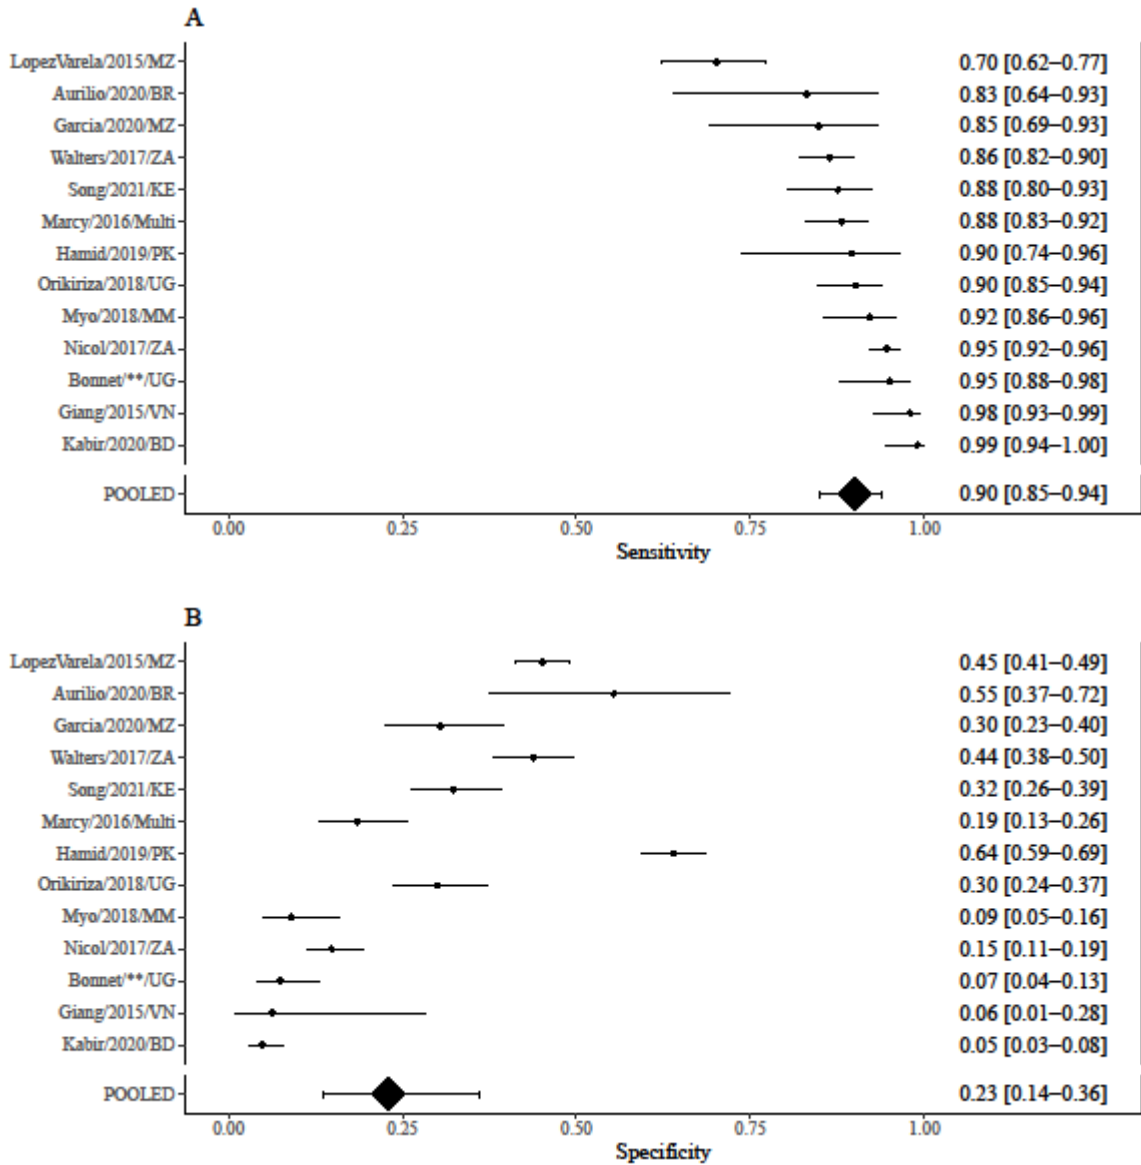 A
LopezVarela/2015/MZ 0.70 [0.62–0.77]
Aurilio/2020/BR 0.83 [0.64–0.93]
Garcia/2020/MZ 0.85 [0.69–0.93]
Walters/2017/ZA 0.86 [0.82–0.90]
Song/2021/KE 0.88 [0.80–0.93]
Marcy/2016/Multi 0.88 [0.83–0.92]
Hamid/2019/PK 0.90 [0.74–0.96]
Orikiriza/2018/UG 0.90 [0.85–0.94]
Myo/2018/MM 0.92 [0.86–0.96]
Nicol/2017/ZA 0.95 [0.92–0.96]
Bonnet/**/UG 0.95 [0.88–0.98]
Giang/2015/VN 0.98 [0.93–0.99]
Kabir/2020/BD 0.99 [0.94–1.00]
POOLED 0.90 [0.85–0.94]
0.00 0.25 0.50 0.75 1.00
Sensitivity
B
LopezVarela/2015/MZ 0.45 [0.41–0.49]
Aurilio/2020/BR 0.55 [0.37–0.72]
Garcia/2020/MZ 0.30 [0.23–0.40]
Walters/2017/ZA 0.44 [0.38–0.50]
Song/2021/KE 0.32 [0.26–0.39]
Marcy/2016/Multi 0.19 [0.13–0.26]
Hamid/2019/PK 0.64 [0.59–0.69]
Orikiriza/2018/UG 0.30 [0.24–0.37]
Myo/2018/MM 0.09 [0.05–0.16]
Nicol/2017/ZA 0.15 [0.11–0.19]
Bonnet/**/UG 0.07 [0.04–0.13]
Giang/2015/VN 0.06 [0.01–0.28]
Kabir/2020/BD 0.05 [0.03–0.08]
POOLED 0.23 [0.14–0.36]
0.00 0.25 0.50 0.75 1.00
Specificity